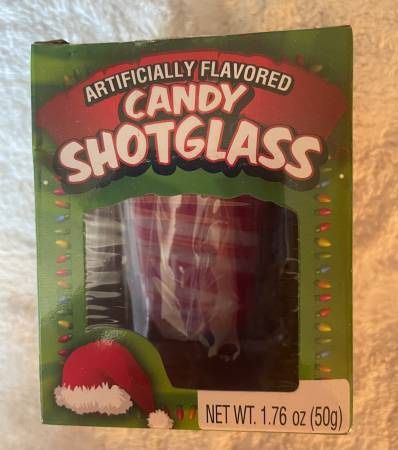 ARTIFICIALLY FLAVORED
CANDY
SHOTGLASS
NET WT. 1.76 oz (50g)